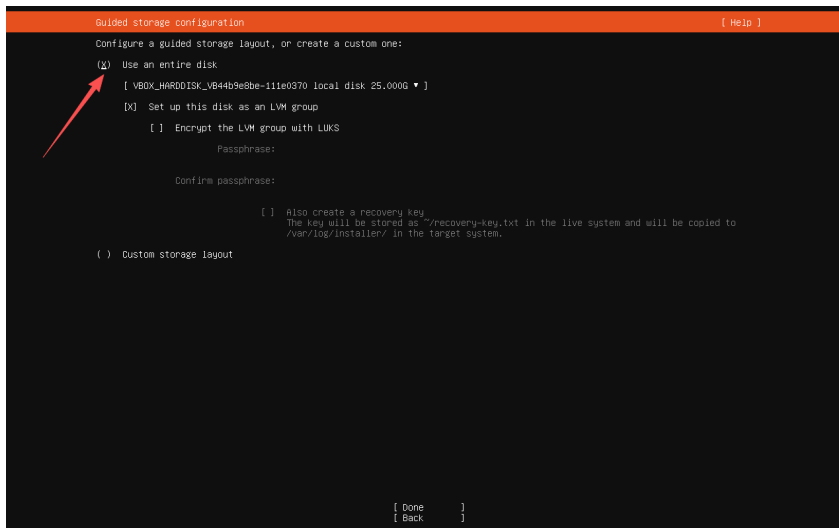 Guided storage configuration [ Help ]
Configure a guided storage layout, or create a custom one:
(X) Use an entire disk
[ VBOX_HARDDISK_VB44b9e8be-111e0370 local disk 25.000G ▾ ]
[X] Set up this disk as an LVM group
[ ] Encrypt the LVM group with LUKS
Passphrase:
Confirm passphrase:
[ ] Also create a recovery key
The key will be stored as ~/recovery-key.txt in the live system and will be copied to
/var/log/installer/ in the target system.
( ) Custom storage layout
[ Done ]
[ Back ]